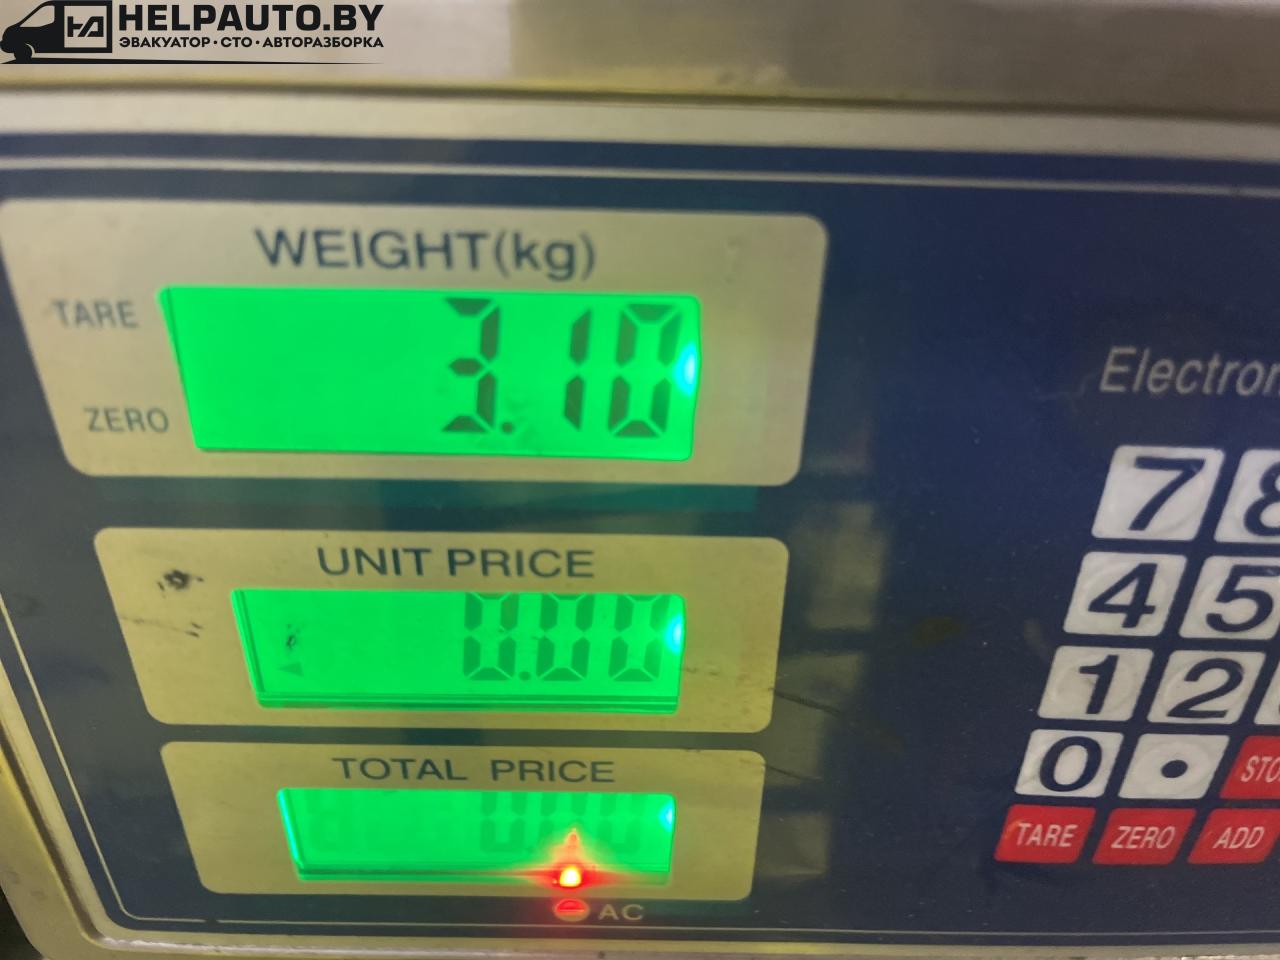 HELPAUTO.BY
ЭВАКУАТОР · СТО · АВТОРАЗБОРКА
WEIGHT(kg)
TARE
3.10
ZERO
UNIT PRICE
0.00
TOTAL PRICE
0.00
AC
7
4 5
1 2
0 •
TARE ZERO ADD